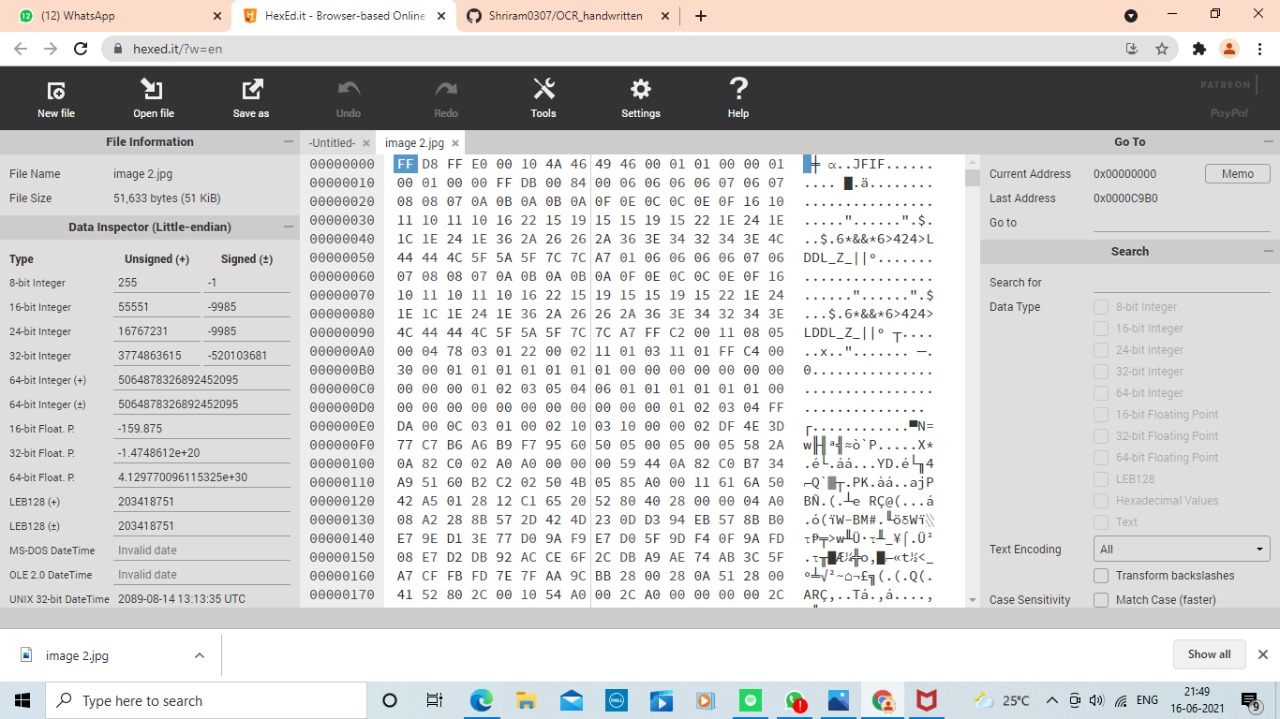 (12) WhatsApp
HexEd.it - Browser-based Online
Shriram0307/OCR_handwritten
hexed.it/?w=en
New file
Open file
Save as
Undo
Redo
Tools
Settings
Help
PATREON
PayPal
File Information
File Name image 2.jpg
File Size 51,633 bytes (51 KiB)
Data Inspector (Little-endian)
Type Unsigned (+) Signed (±)
8-bit Integer 255 -1
16-bit Integer 55551 -9985
24-bit Integer 16767231 -9985
32-bit Integer 3774863615 -520103681
64-bit Integer (+) 5064878326892452095
64-bit Integer (±) 5064878326892452095
16-bit Float. P. -159.875
32-bit Float. P. -1.4748612e+20
64-bit Float. P. 4.129770096115325e+30
LEB128 (+) 203418751
LEB128 (±) 203418751
MS-DOS DateTime Invalid date
OLE 2.0 DateTime Invalid date
UNIX 32-bit DateTime 2089-08-14 13:13:35 UTC
-Untitled-
image 2.jpg
00000000 FF D8 FF E0 00 10 4A 46 49 46 00 01 01 00 00 01
00000010 00 01 00 00 FF DB 00 84 00 06 06 06 06 07 06 07
00000020 08 08 07 0A 0B 0A 0B 0A 0F 0E 0C 0C 0E 0F 16 10
00000030 11 10 11 10 16 22 15 19 15 15 19 15 22 1E 24 1E
00000040 1C 1E 24 1E 36 2A 26 26 2A 36 3E 34 32 34 3E 4C
00000050 44 44 4C 5F 5A 5F 7C 7C A7 01 06 06 06 06 07 06
00000060 07 08 08 07 0A 0B 0A 0B 0A 0F 0E 0C 0C 0E 0F 16
00000070 10 11 10 11 10 16 22 15 19 15 15 19 15 22 1E 24
00000080 1E 1C 1E 24 1E 36 2A 26 26 2A 36 3E 34 32 34 3E
00000090 4C 44 44 4C 5F 5A 5F 7C 7C A7 FF C2 00 11 08 05
000000A0 00 04 78 03 01 22 00 02 11 01 03 11 01 FF C4 00
000000B0 30 00 01 01 01 01 01 01 01 00 00 00 00 00 00 00
000000C0 00 00 00 01 02 03 05 04 06 01 01 01 01 01 01 00
000000D0 00 00 00 00 00 00 00 00 00 00 00 01 02 03 04 FF
000000E0 DA 00 0C 03 01 00 02 10 03 10 00 00 02 DF 4E 3D
000000F0 77 C7 B6 A6 B9 F7 95 60 50 05 00 05 00 05 58 2A
00000100 0A 82 C0 02 A0 A0 00 00 00 59 44 0A 82 C0 B7 34
00000110 A9 51 60 B2 C2 02 50 4B 05 85 A0 00 11 61 6A 50
00000120 42 A5 01 28 12 C1 65 20 52 80 40 28 00 00 04 A0
00000130 08 A2 28 8B 57 2D 42 4D 23 0D D3 94 EB 57 8B B0
00000140 E7 9E D1 3E 77 D0 9A F9 E7 D0 5F 9D F4 0F 9A FD
00000150 08 E7 D2 DB 92 AC CE 6F 2C DB A9 AE 74 AB 3C 5F
00000160 A7 CF FB FD 7E 7F AA 9C BB 28 00 28 0A 51 28 00
00000170 41 52 80 2C 00 10 54 A0 00 2C A0 00 00 00 00 2C
Go To
Current Address 0x00000000 Memo
Last Address 0x0000C9B0
Go to
Search
Search for
Data Type 8-bit Integer
16-bit Integer
24-bit Integer
32-bit Integer
64-bit Integer
16-bit Floating Point
32-bit Floating Point
64-bit Floating Point
LEB128
Hexadecimal Values
Text
Text Encoding All
Transform backslashes
Case Sensitivity Match Case (faster)
image 2.jpg
Show all
Type here to search
DELL
25°C
ENG
21:49
16-06-2021
9